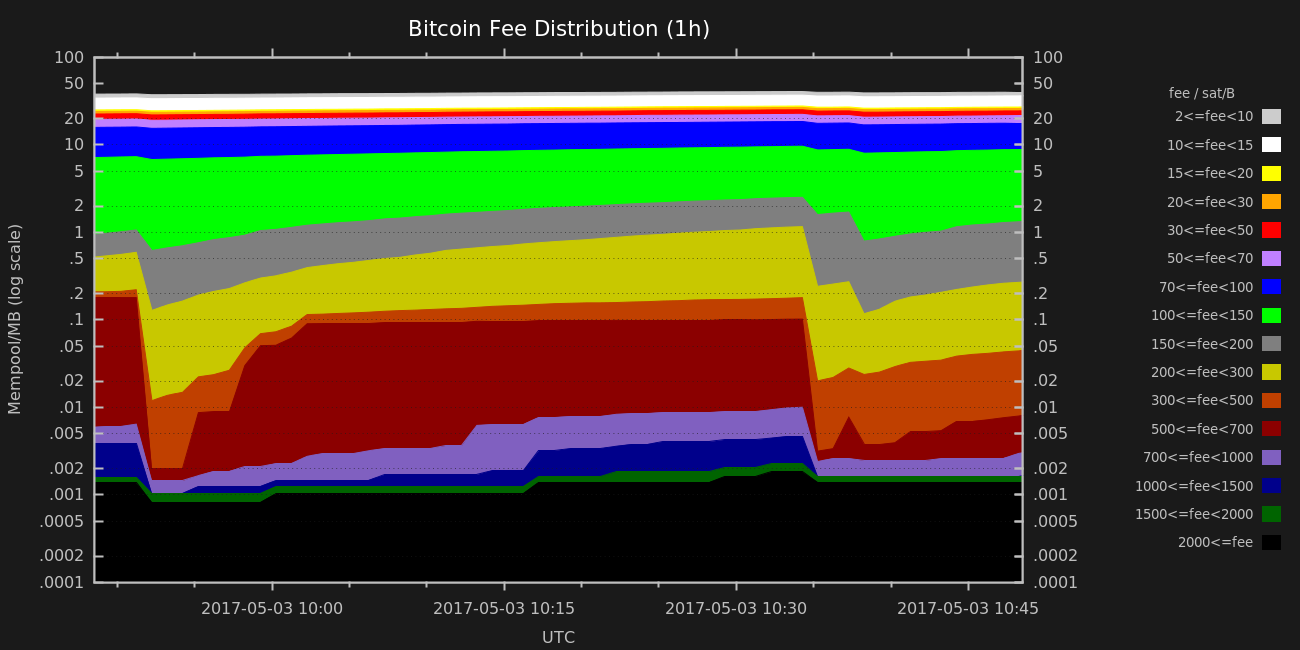 Bitcoin Fee Distribution (1h)
100
50
20
10
5
2
1
.5
.2
.1
.05
.02
.01
.005
.002
.001
.0005
.0002
.0001
Mempool/MB (log scale)
100
50
20
10
5
2
1
.5
.2
.1
.05
.02
.01
.005
.002
.001
.0005
.0002
.0001
2017-05-03 10:00
2017-05-03 10:15
2017-05-03 10:30
2017-05-03 10:45
UTC
fee / sat/B
2<=fee<10
10<=fee<15
15<=fee<20
20<=fee<30
30<=fee<50
50<=fee<70
70<=fee<100
100<=fee<150
150<=fee<200
200<=fee<300
300<=fee<500
500<=fee<700
700<=fee<1000
1000<=fee<1500
1500<=fee<2000
2000<=fee